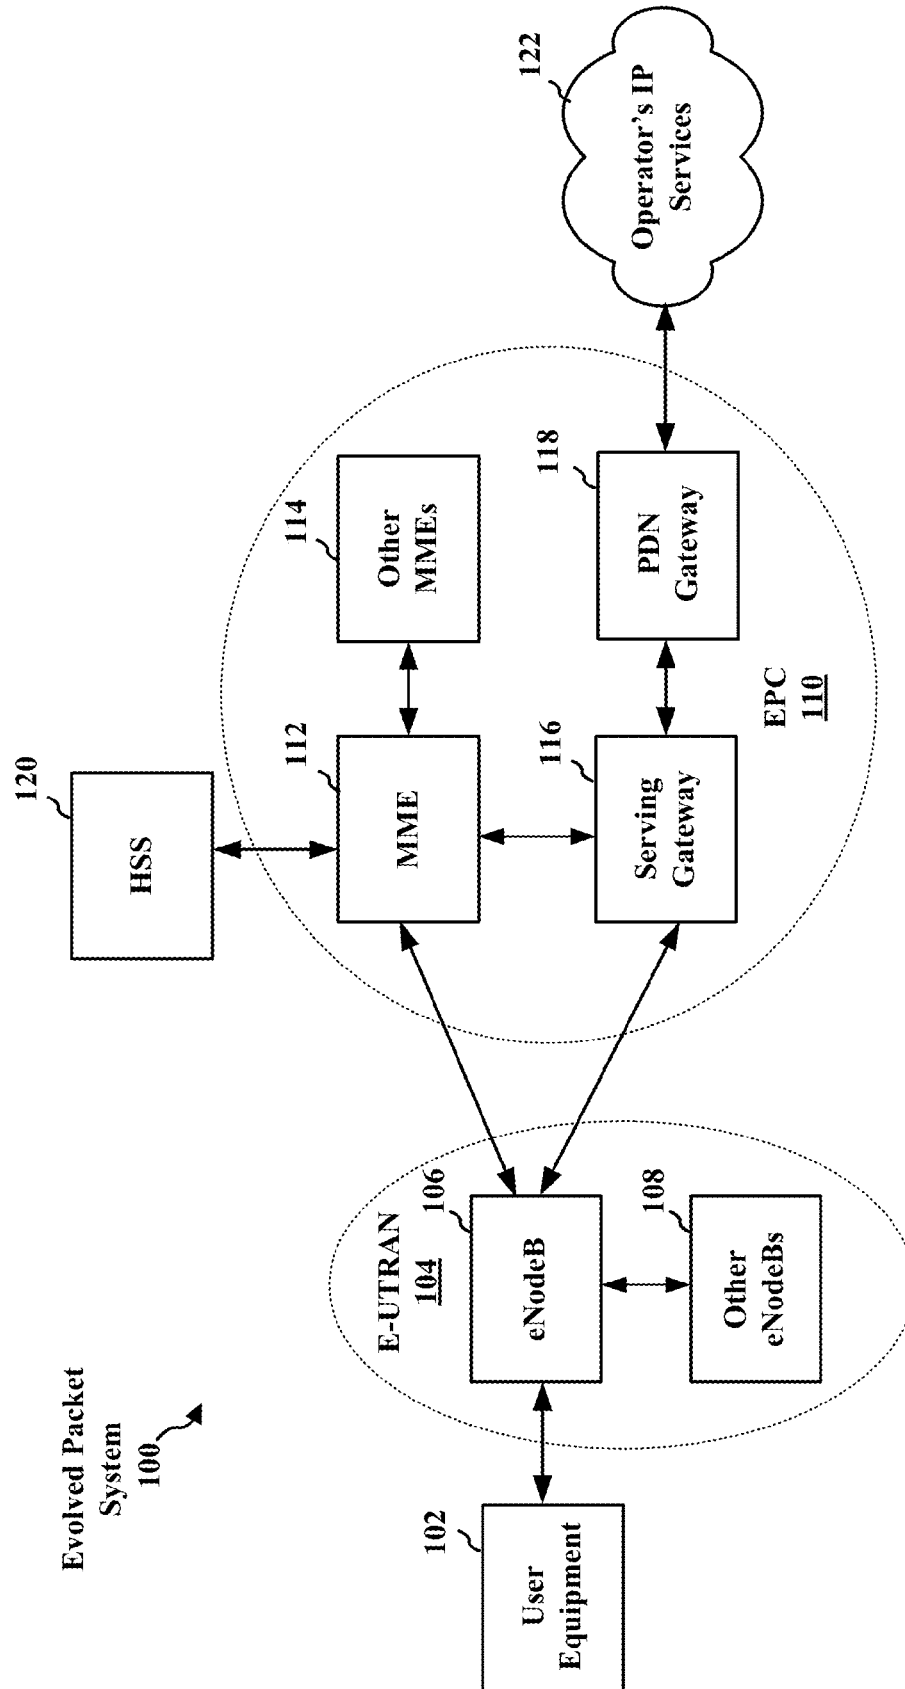 Evolved Packet
System
100
102
User
Equipment
E-UTRAN
104
106
eNodeB
108
Other
eNodeBs
120
HSS
112
MME
114
Other
MMEs
116
Serving
Gateway
118
PDN
Gateway
EPC
110
122
Operator's IP
Services